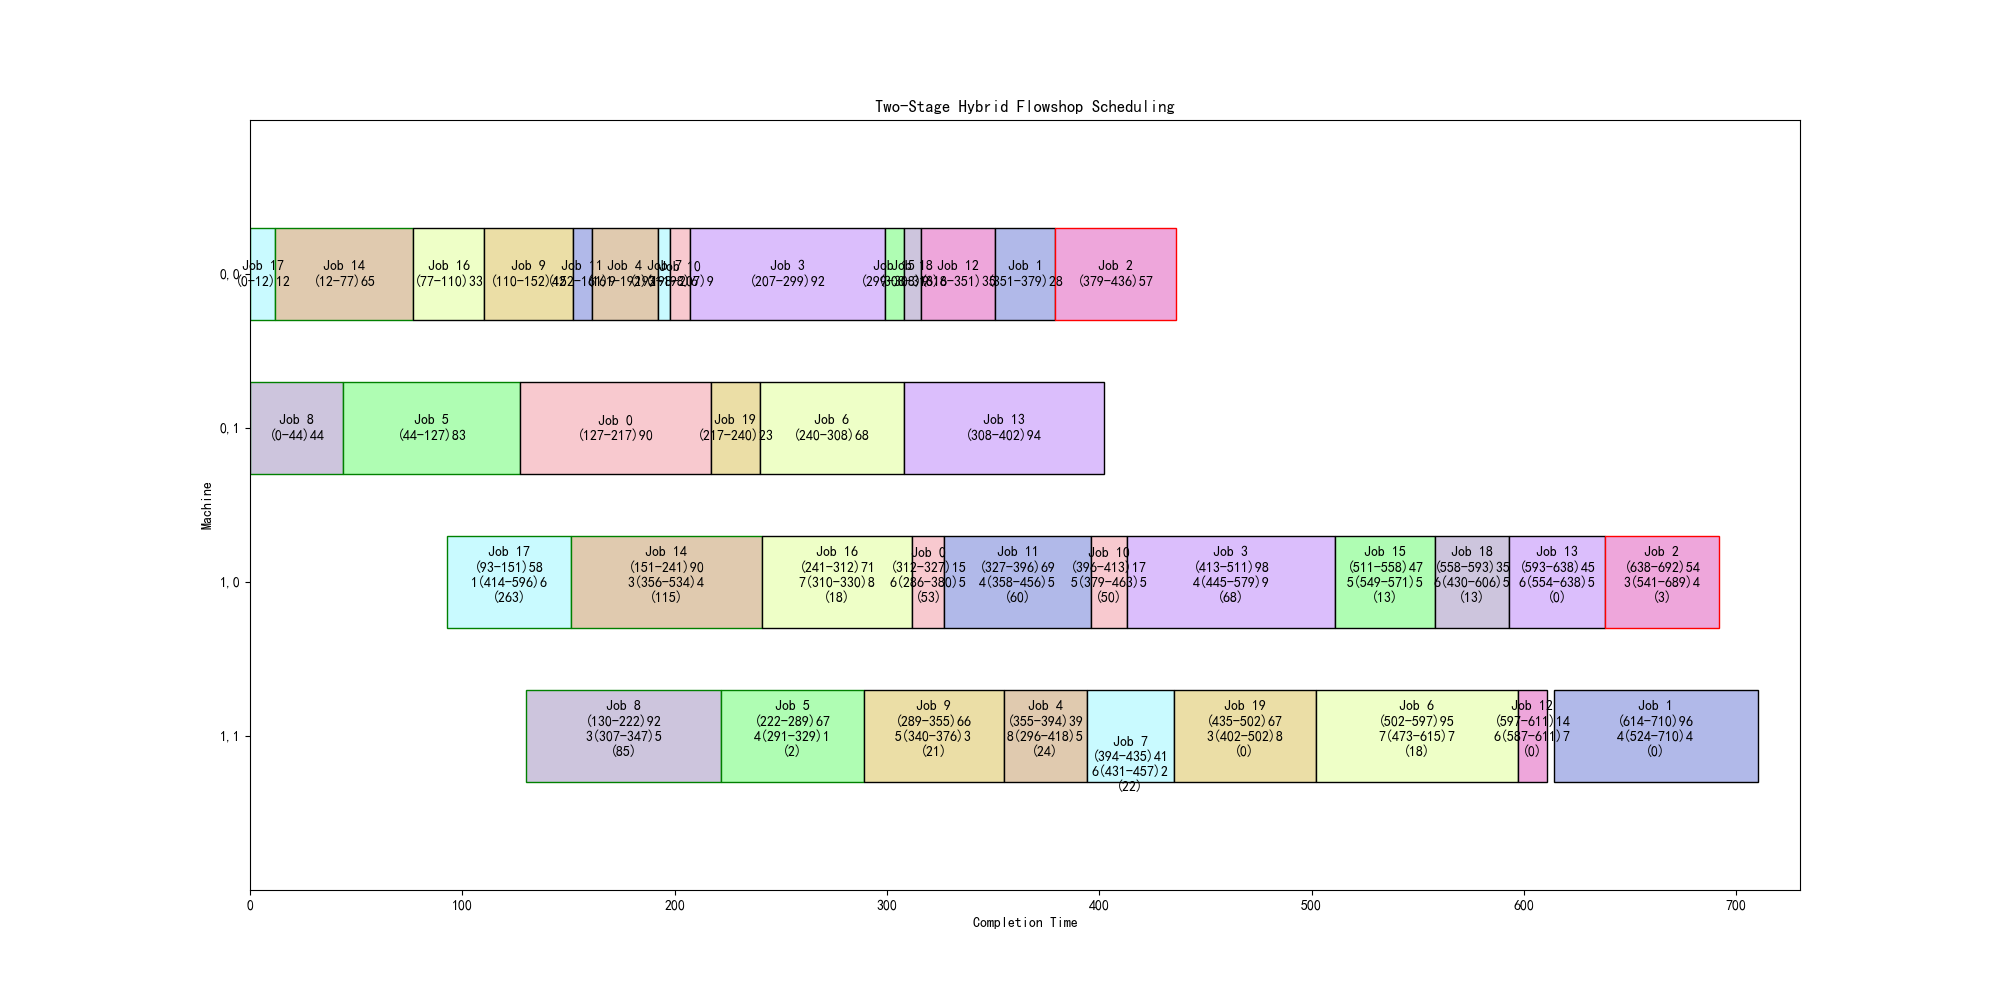 Two-Stage Hybrid Flowshop Scheduling
Machine
0,0
Job 17
(0-12)12
Job 14
(12-77)65
Job 16
(77-110)33
Job 9
(110-152)42
Job 11
(152-161)9
Job 4
(161-192)31
Job 7
(192-198)6
Job 10
(198-207)9
Job 3
(207-299)92
Job 15
(299-308)9
Job 18
(308-316)8
Job 12
(316-351)35
Job 1
(351-379)28
Job 2
(379-436)57
0,1
Job 8
(0-44)44
Job 5
(44-127)83
Job 0
(127-217)90
Job 19
(217-240)23
Job 6
(240-308)68
Job 13
(308-402)94
1,0
Job 17
(93-151)58
1(414-596)6
(263)
Job 14
(151-241)90
3(356-534)4
(115)
Job 16
(241-312)71
7(310-330)8
(18)
Job 0
(312-327)15
6(286-380)5
(53)
Job 11
(327-396)69
4(358-456)5
(60)
Job 10
(396-413)17
5(379-463)5
(50)
Job 3
(413-511)98
4(445-579)9
(68)
Job 15
(511-558)47
5(549-571)5
(13)
Job 18
(558-593)35
6(430-606)5
(13)
Job 13
(593-638)45
6(554-638)5
(0)
Job 2
(638-692)54
3(541-689)4
(3)
1,1
Job 8
(130-222)92
3(307-347)5
(85)
Job 5
(222-289)67
4(291-329)1
(2)
Job 9
(289-355)66
5(340-376)3
(21)
Job 4
(355-394)39
8(296-418)5
(24)
Job 7
(394-435)41
6(431-457)2
(22)
Job 19
(435-502)67
3(402-502)8
(0)
Job 6
(502-597)95
7(473-615)7
(18)
Job 12
(597-611)14
6(587-611)7
(0)
Job 1
(614-710)96
4(524-710)4
(0)
0
100
200
300
400
500
600
700
Completion Time